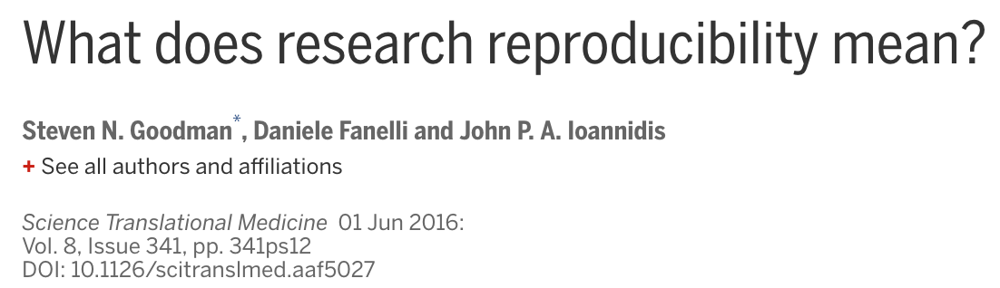 What does research reproducibility mean?
Steven N. Goodman*, Daniele Fanelli and John P. A. Ioannidis
+ See all authors and affiliations
Science Translational Medicine 01 Jun 2016:
Vol. 8, Issue 341, pp. 341ps12
DOI: 10.1126/scitranslmed.aaf5027